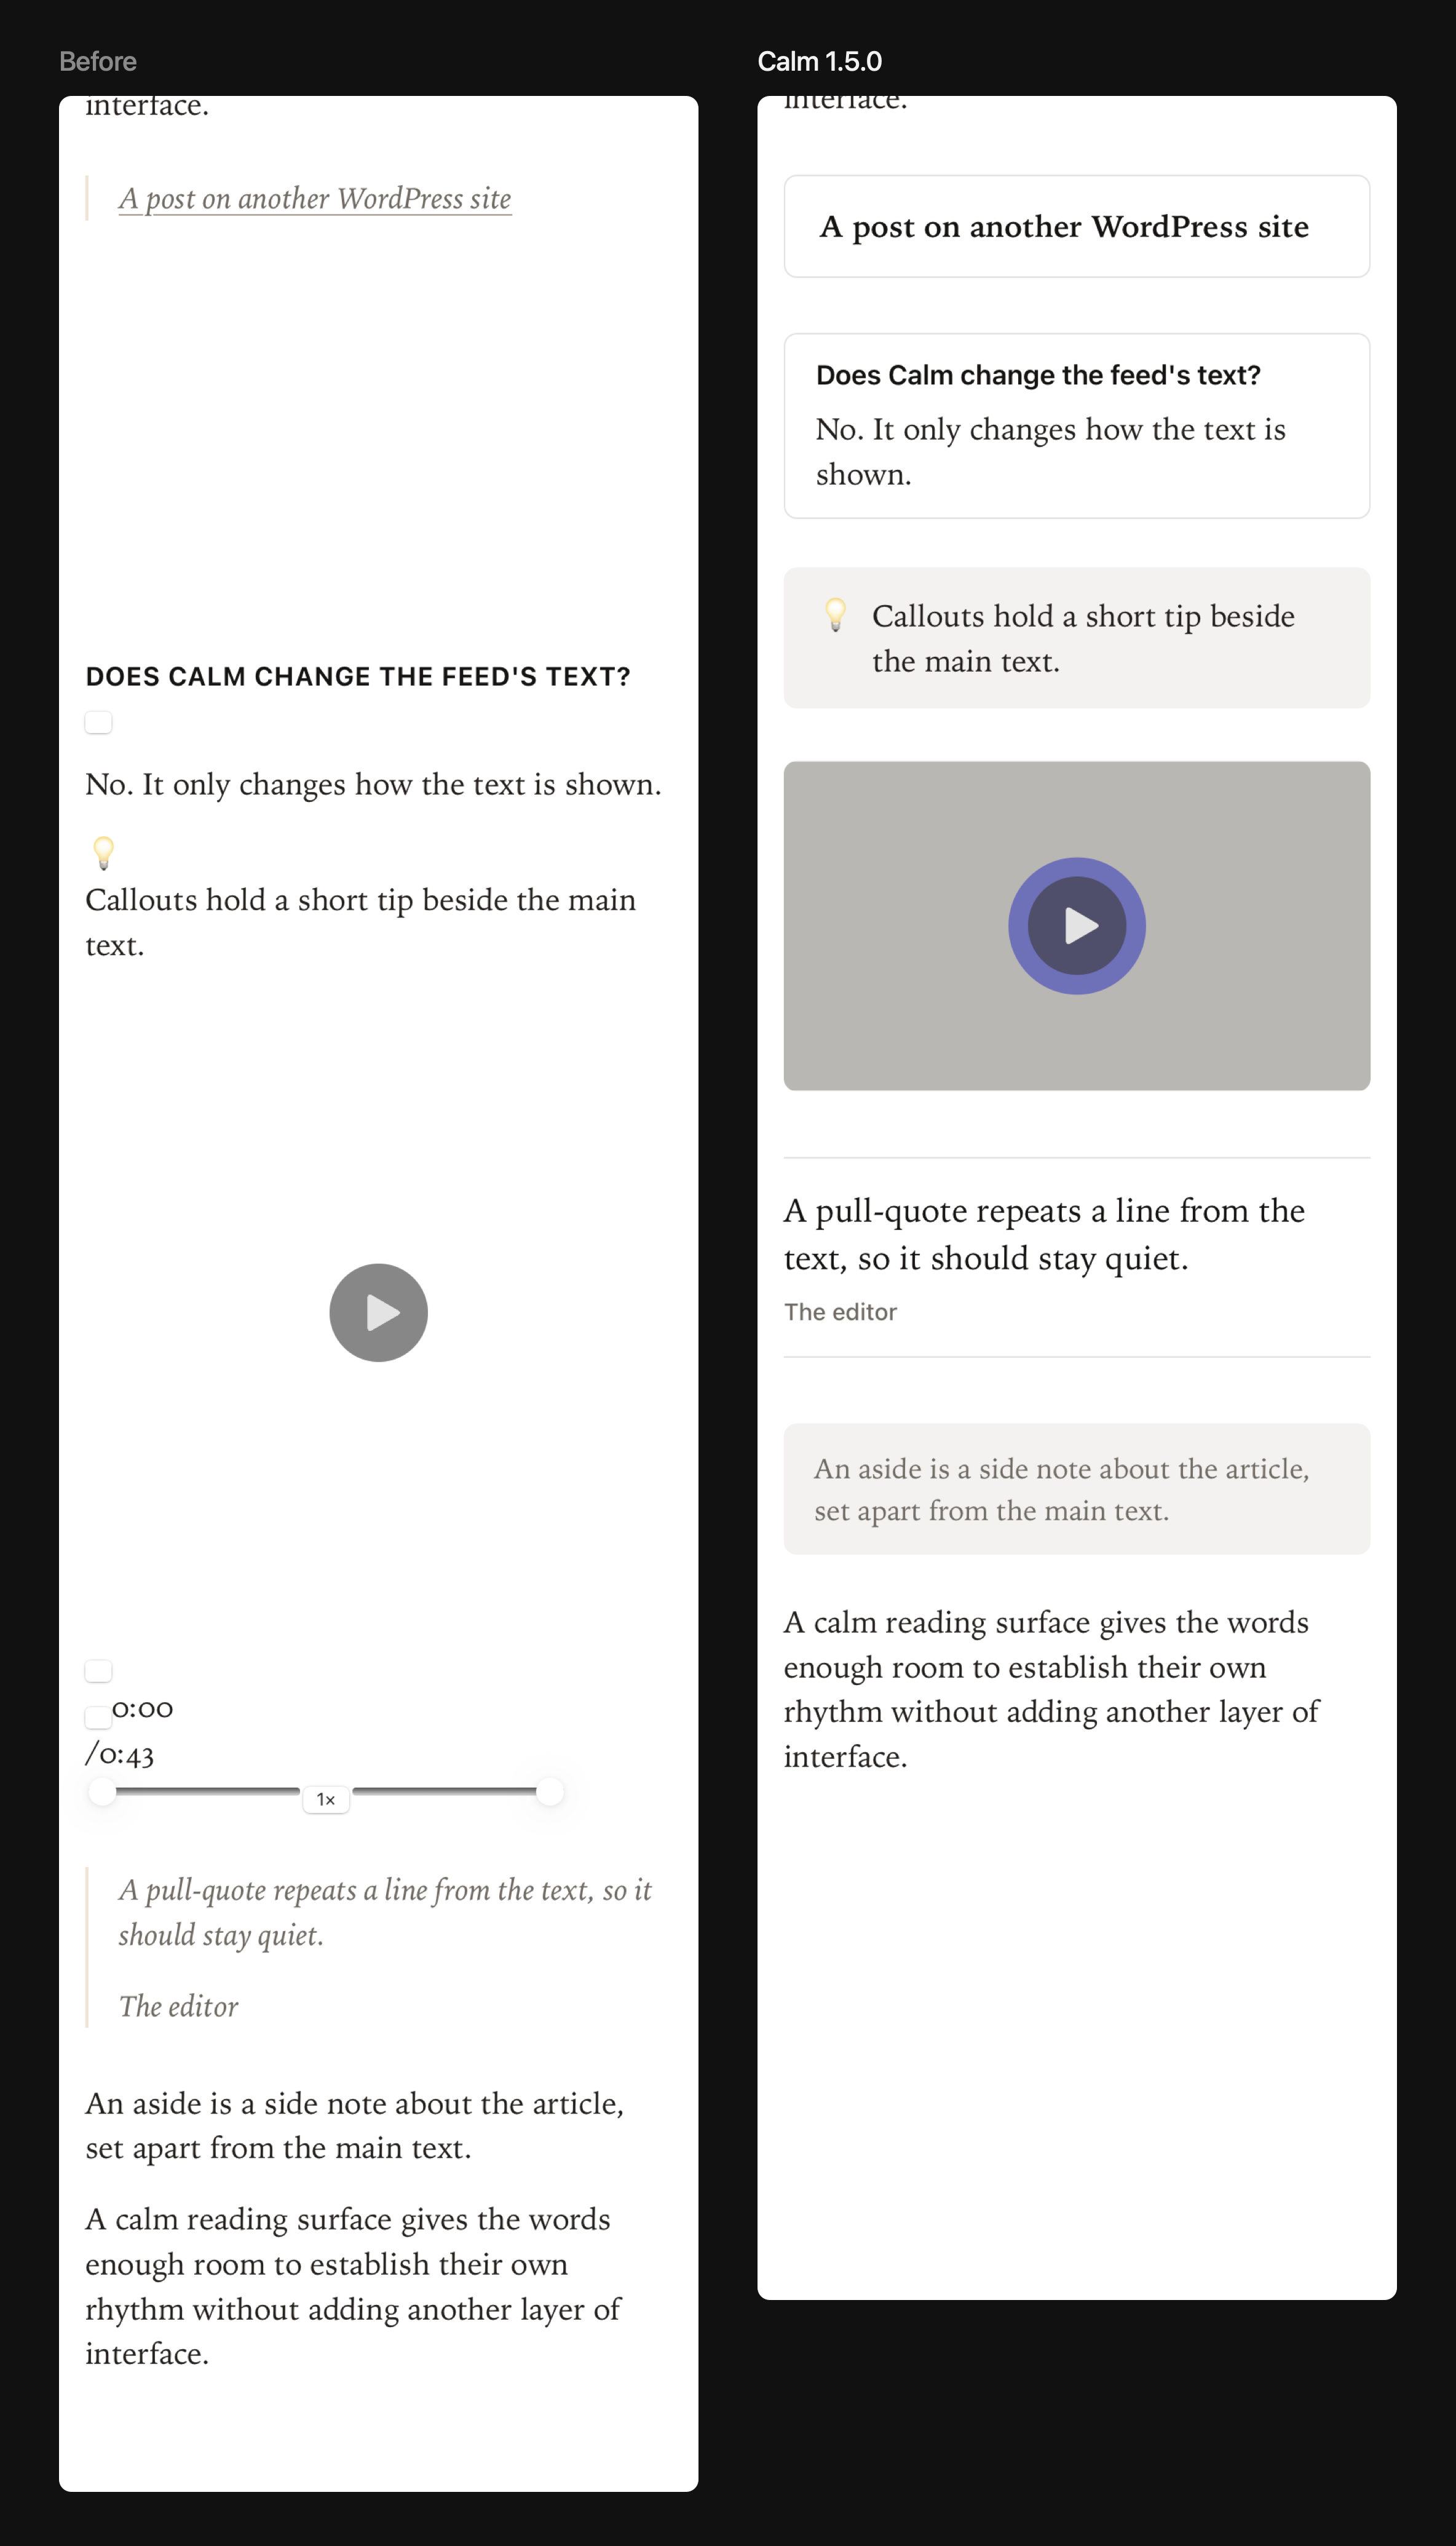 Before
interface.
A post on another WordPress site
DOES CALM CHANGE THE FEED'S TEXT?
No. It only changes how the text is shown.
Callouts hold a short tip beside the main
text.
0:00
/0:43
1×
A pull-quote repeats a line from the text, so it
should stay quiet.
The editor
An aside is a side note about the article,
set apart from the main text.
A calm reading surface gives the words
enough room to establish their own
rhythm without adding another layer of
interface.
Calm 1.5.0
interface.
A post on another WordPress site
Does Calm change the feed's text?
No. It only changes how the text is
shown.
Callouts hold a short tip beside
the main text.
A pull-quote repeats a line from the
text, so it should stay quiet.
The editor
An aside is a side note about the article,
set apart from the main text.
A calm reading surface gives the words
enough room to establish their own
rhythm without adding another layer of
interface.